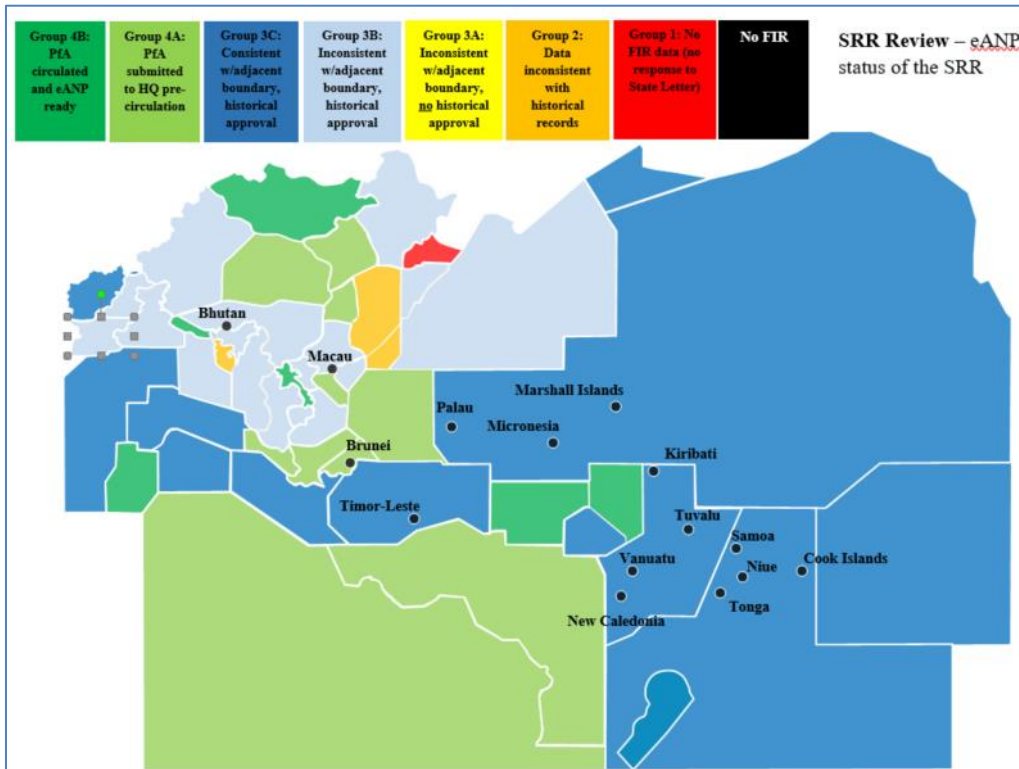 Group 4B:
PfA
circulated
and eANP
ready
Group 4A:
PfA
submitted
to HQ pre-
circulation
Group 3C:
Consistent
w/adjacent
boundary,
historical
approval
Group 3B:
Inconsistent
w/adjacent
boundary,
historical
approval
Group 3A:
Inconsistent
w/adjacent
boundary,
no historical
approval
Group 2:
Data
inconsistent
with
historical
records
Group 1: No
FIR data (no
response to
State Letter)
No FIR
SRR Review – eANP
status of the SRR
Bhutan
Macau
Marshall Islands
Palau
Micronesia
Brunei
Kiribati
Timor-Leste
Tuvalu
Samoa
Vanuatu
Niue
Cook Islands
Tonga
New Caledonia